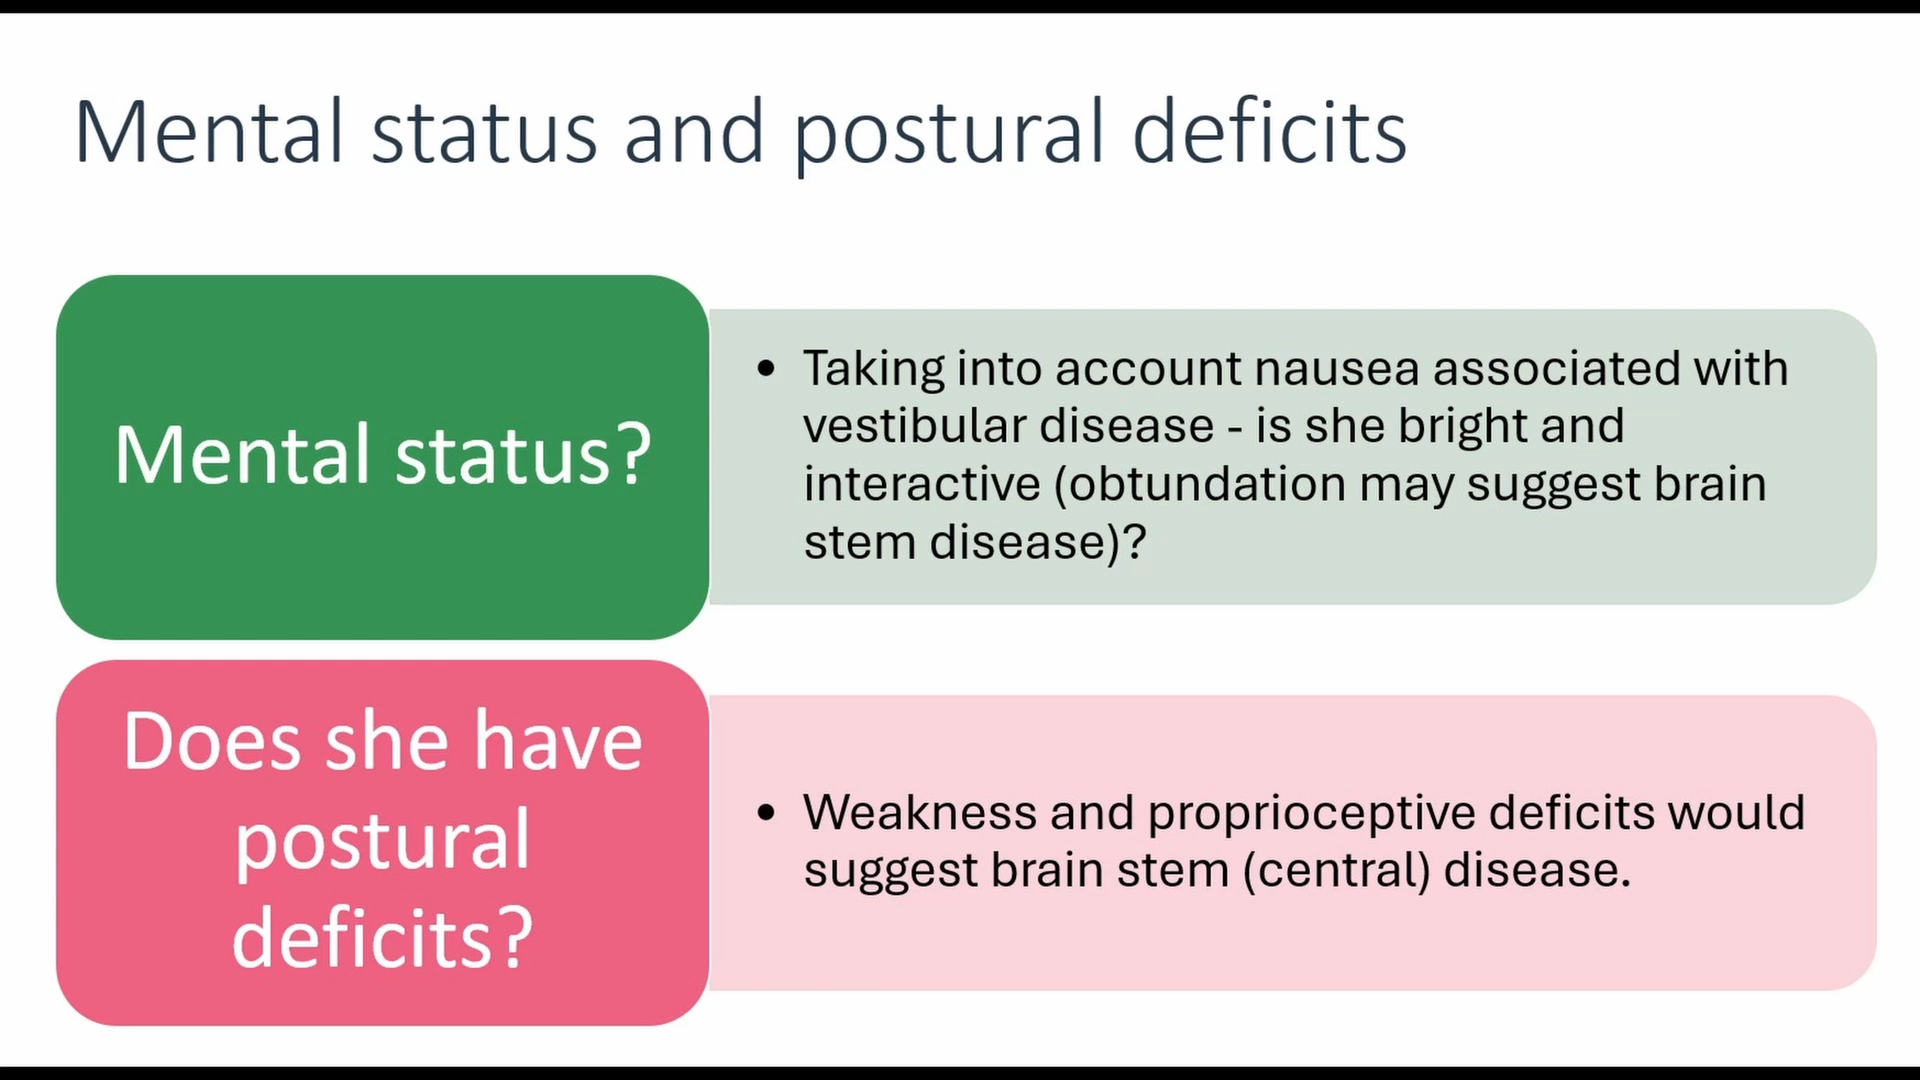 Mental status and postural deficits
Mental status?
• Taking into account nausea associated with
vestibular disease - is she bright and
interactive (obtundation may suggest brain
stem disease)?
Does she have
postural
deficits?
• Weakness and proprioceptive deficits would
suggest brain stem (central) disease.